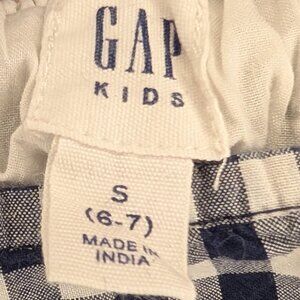 GAP
KIDS
S
(6-7)
MADE IN
INDIA